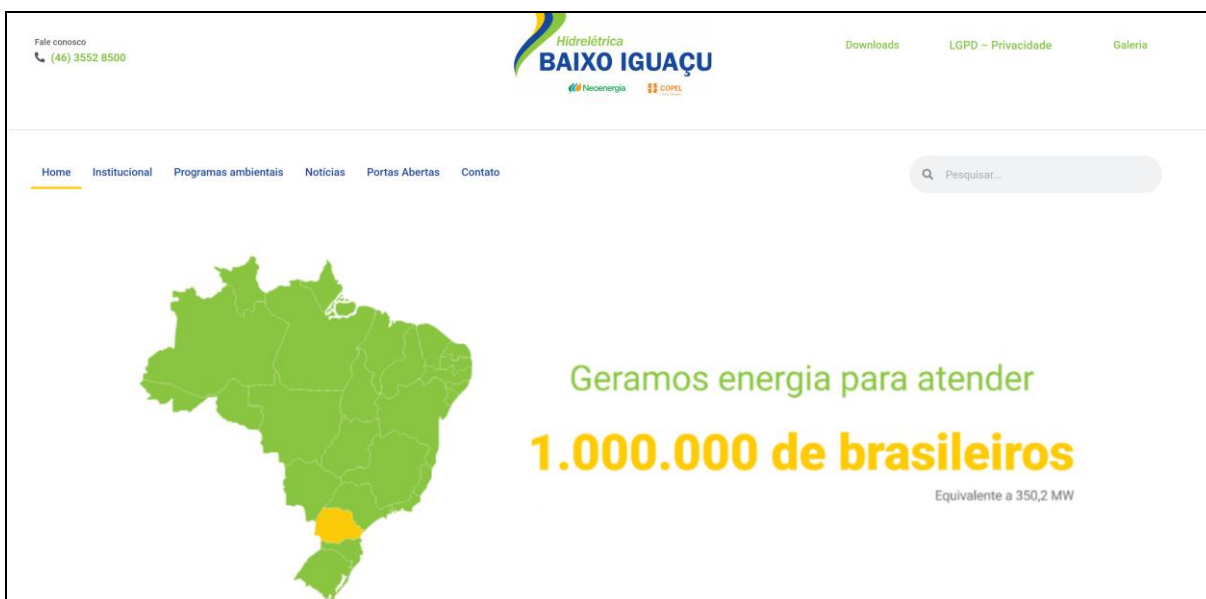 Fale conosco
(46) 3552 8500
Hidrelétrica
BAIXO IGUAÇU
Neoenergia COPEL
Downloads LGPD – Privacidade Galeria
Home Institucional Programas ambientais Notícias Portas Abertas Contato
Pesquisar...
Geramos energia para atender
1.000.000 de brasileiros
Equivalente a 350,2 MW